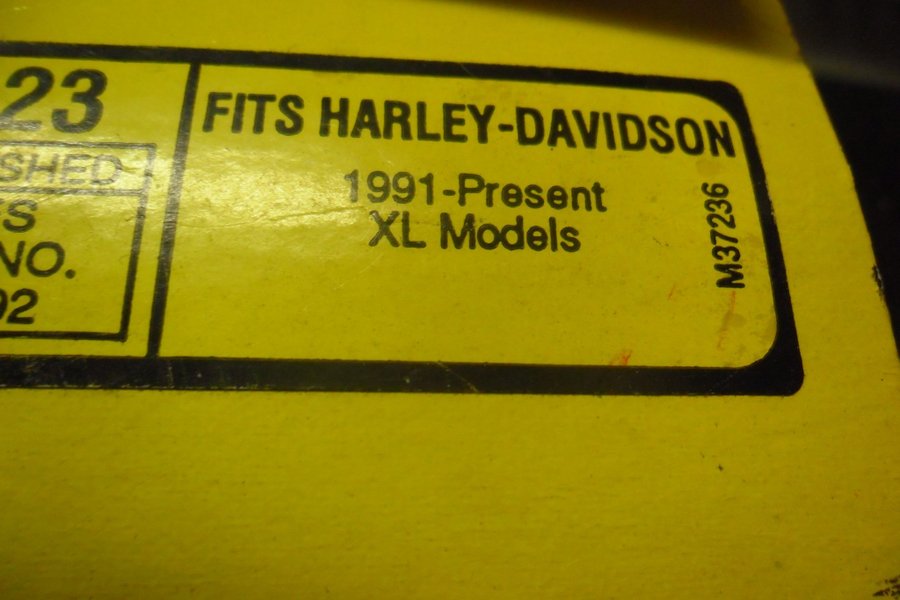 23
SHED
S
NO.
92
FITS HARLEY-DAVIDSON
1991-Present
XL Models
M37236